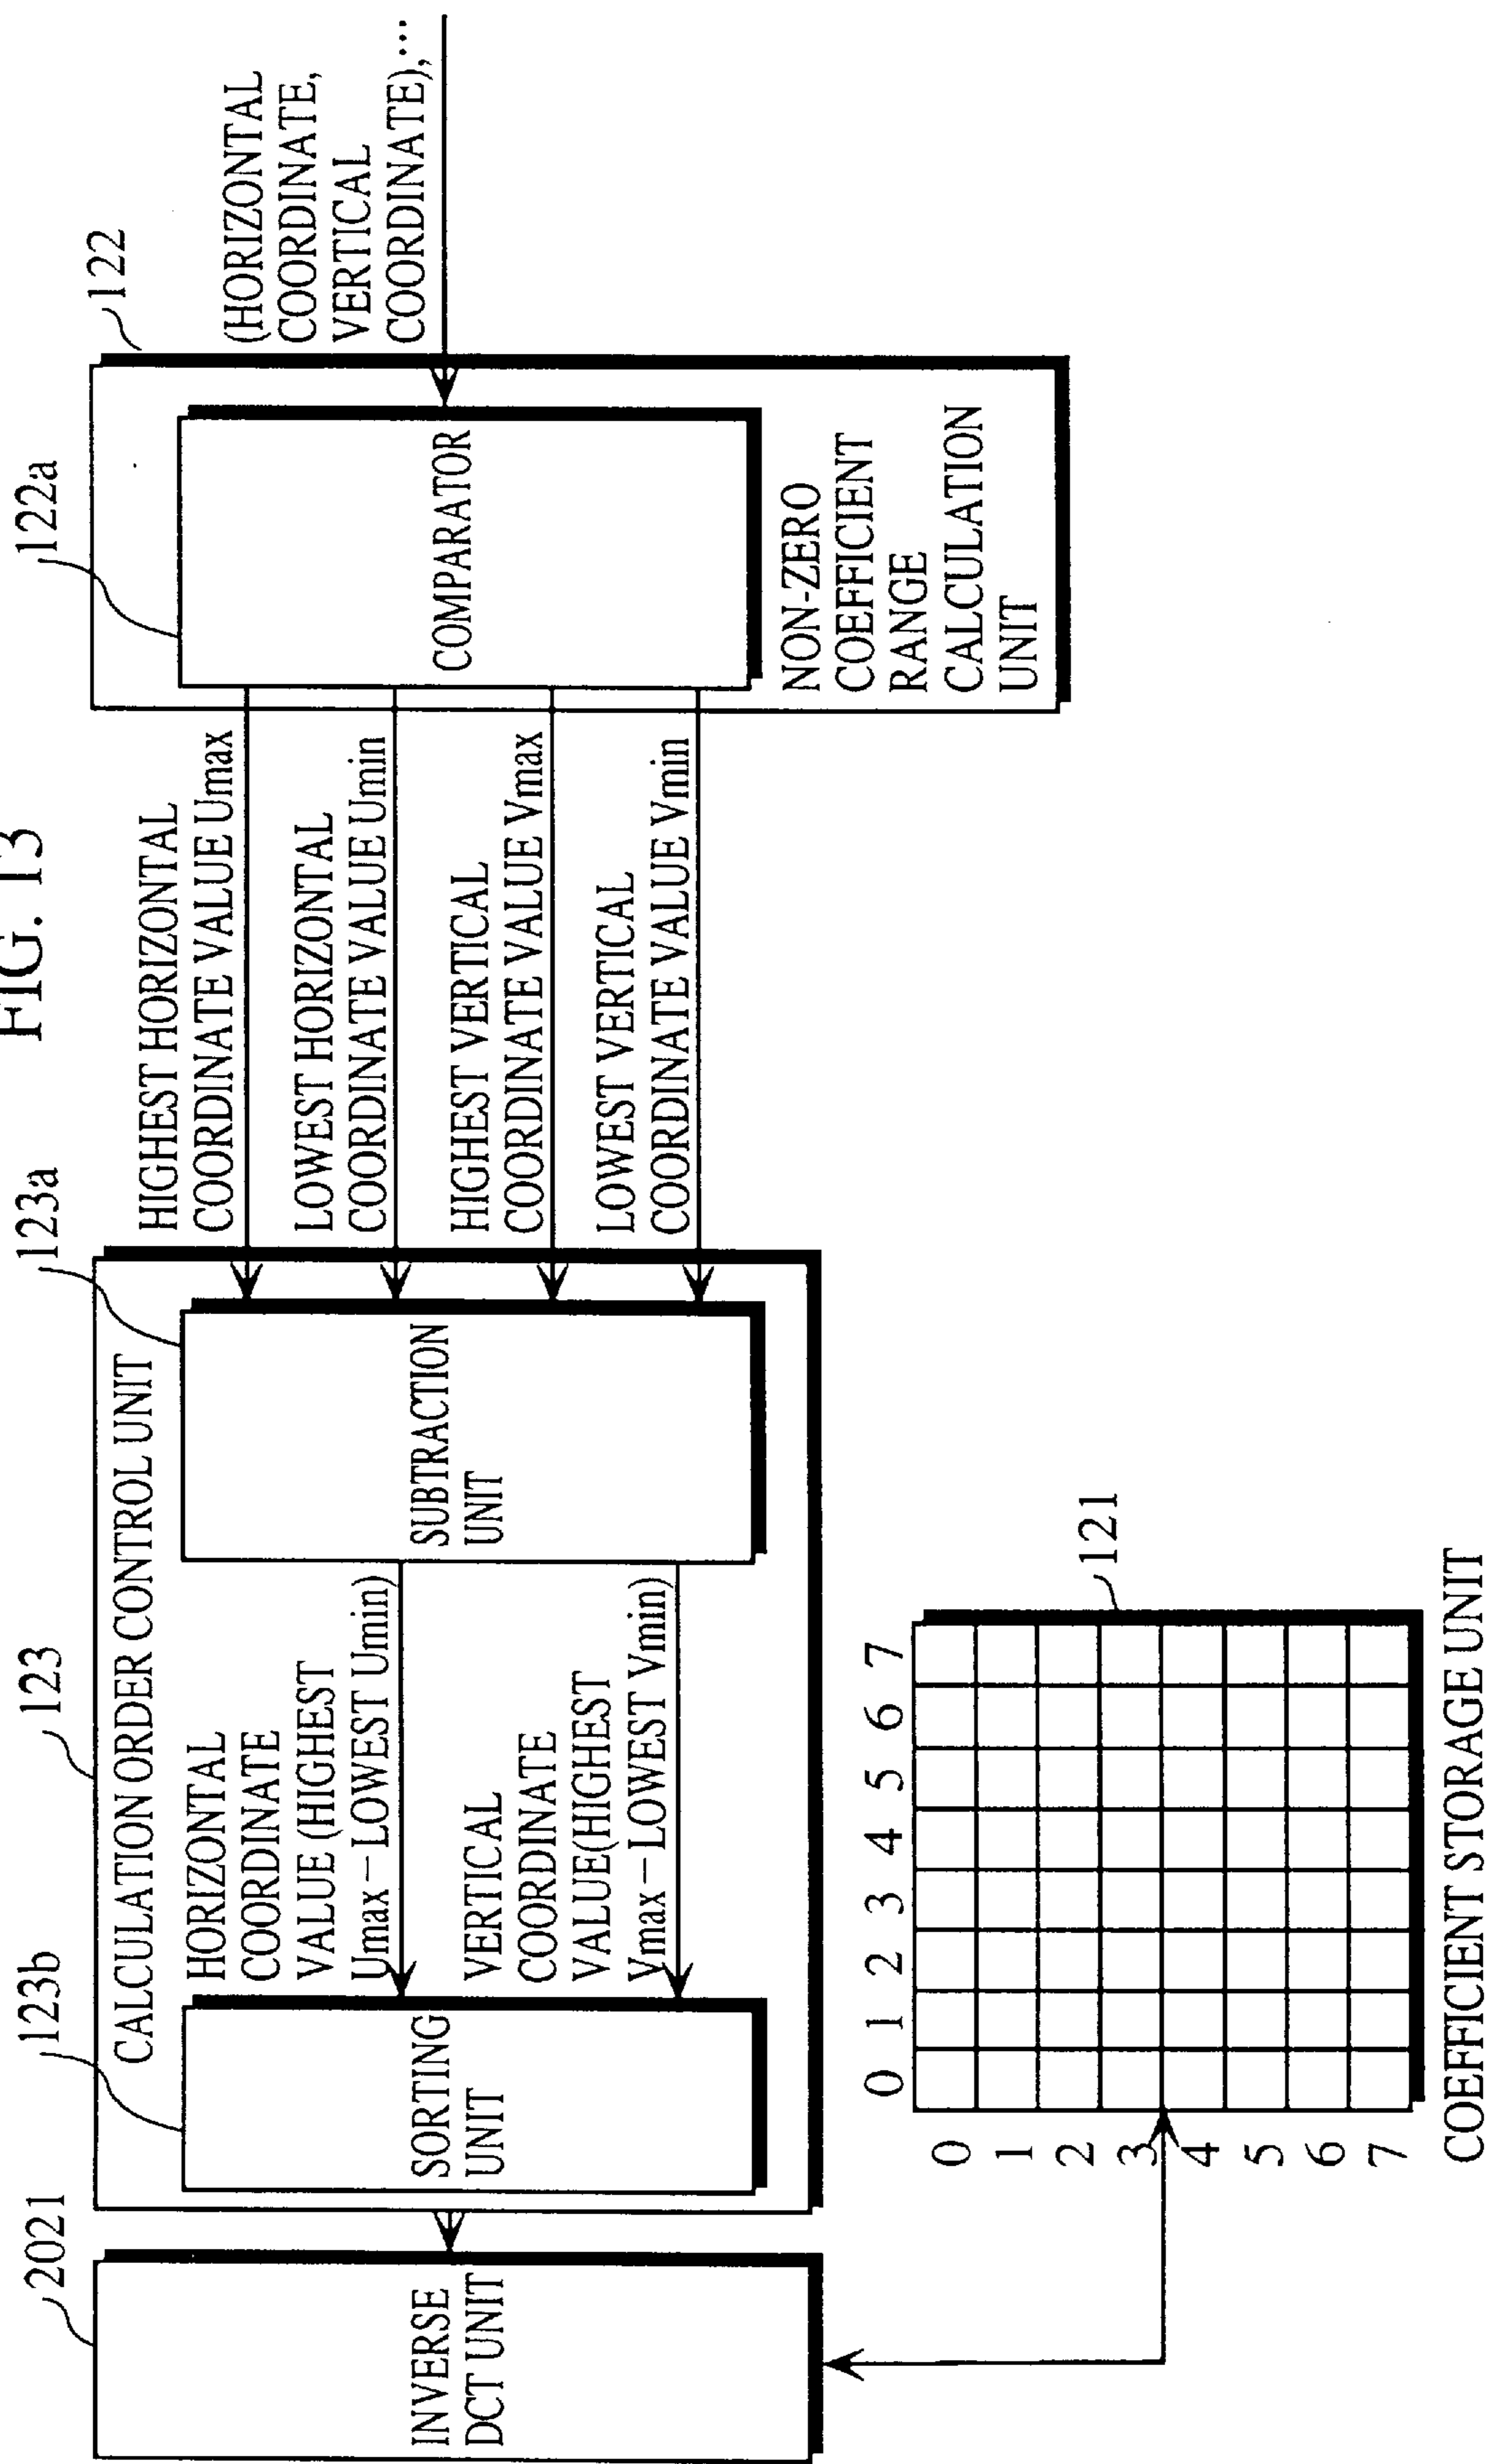 FIG. 13
2021
INVERSE
DCT UNIT
123
CALCULATION ORDER CONTROL UNIT
123b
SORTING
UNIT
HORIZONTAL
COORDINATE
VALUE (HIGHEST
Umax－LOWEST Umin)
VERTICAL
COORDINATE
VALUE(HIGHEST
Vmax－LOWEST Vmin)
123a
SUBTRACTION
UNIT
HIGHEST HORIZONTAL
COORDINATE VALUE Umax
LOWEST HORIZONTAL
COORDINATE VALUE Umin
HIGHEST VERTICAL
COORDINATE VALUE Vmax
LOWEST VERTICAL
COORDINATE VALUE Vmin
122a
COMPARATOR
122
NON-ZERO
COEFFICIENT
RANGE
CALCULATION
UNIT
(HORIZONTAL
COORDINATE,
VERTICAL
COORDINATE),…
0 1 2 3 4 5 6 7
0
1
2
3
4
5
6
7
121
COEFFICIENT STORAGE UNIT